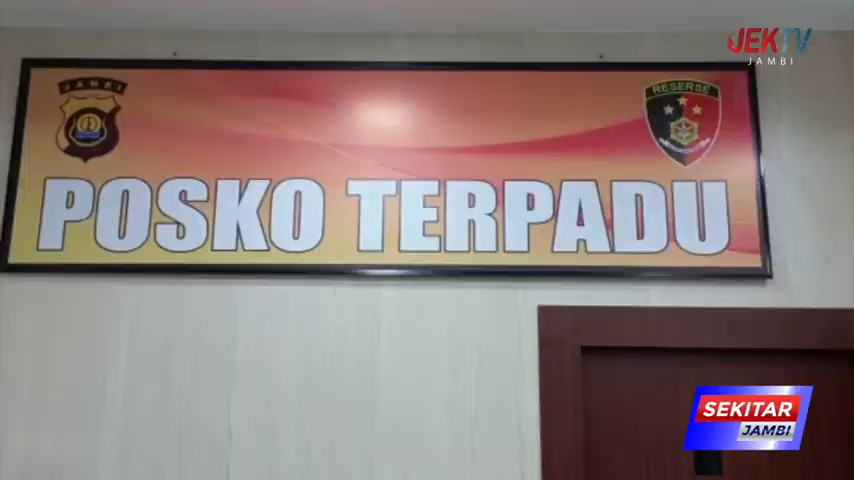 JEKTV
JAMBI
JAMBI
RESERSE
POSKO TERPADU
SEKITAR
JAMBI